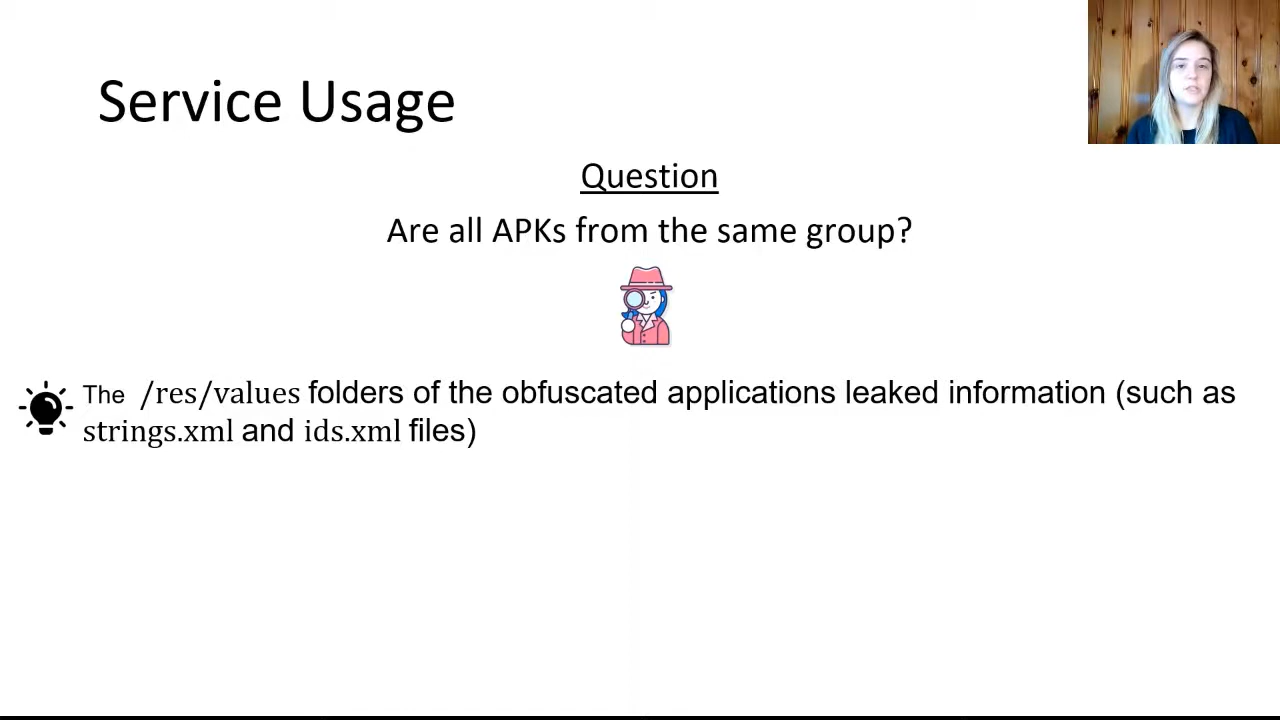 Service Usage
Question
Are all APKs from the same group?
The /res/values folders of the obfuscated applications leaked information (such as
strings.xml and ids.xml files)